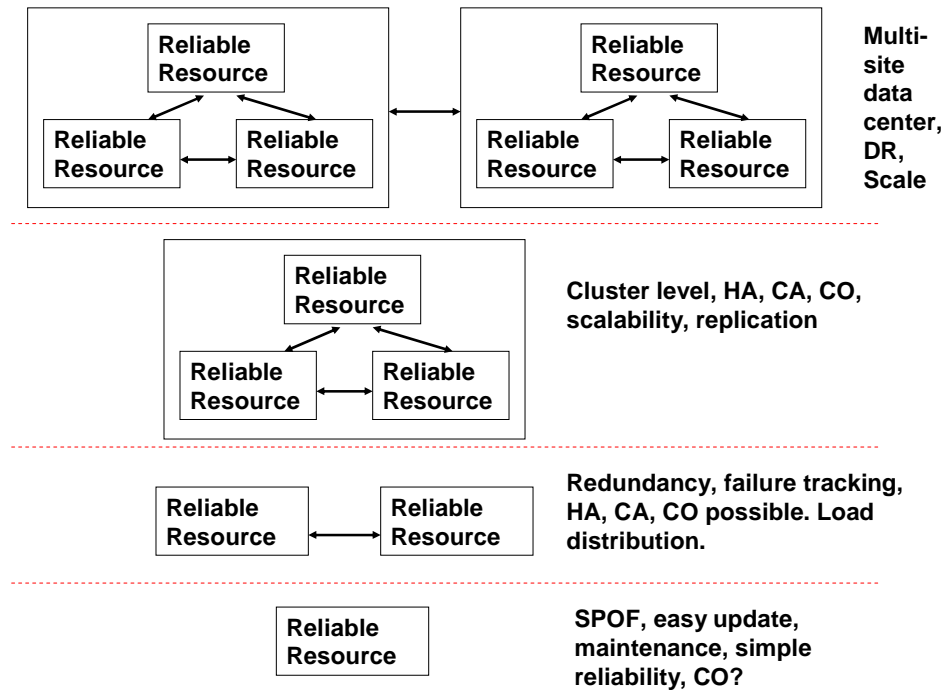 Reliable
Resource
Reliable
Resource
Reliable
Resource
Reliable
Resource
Reliable
Resource
Reliable
Resource
Multi-
site
data
center,
DR,
Scale
Reliable
Resource
Reliable
Resource
Reliable
Resource
Cluster level, HA, CA, CO,
scalability, replication
Reliable
Resource
Reliable
Resource
Redundancy, failure tracking,
HA, CA, CO possible. Load
distribution.
Reliable
Resource
SPOF, easy update,
maintenance, simple
reliability, CO?